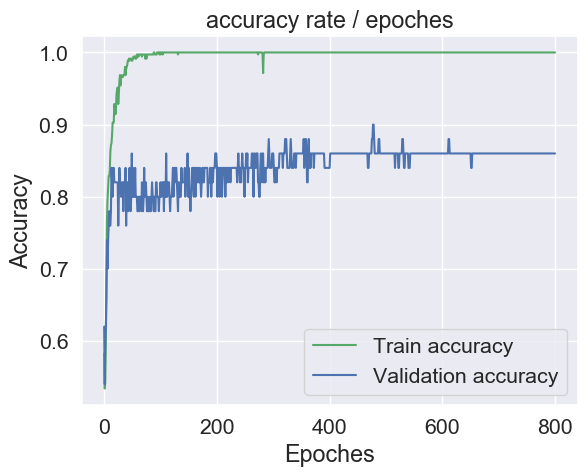 accuracy rate / epoches
1.0
0.9
0.8
0.7
0.6
Accuracy
Train accuracy
Validation accuracy
0
200
400
600
800
Epoches